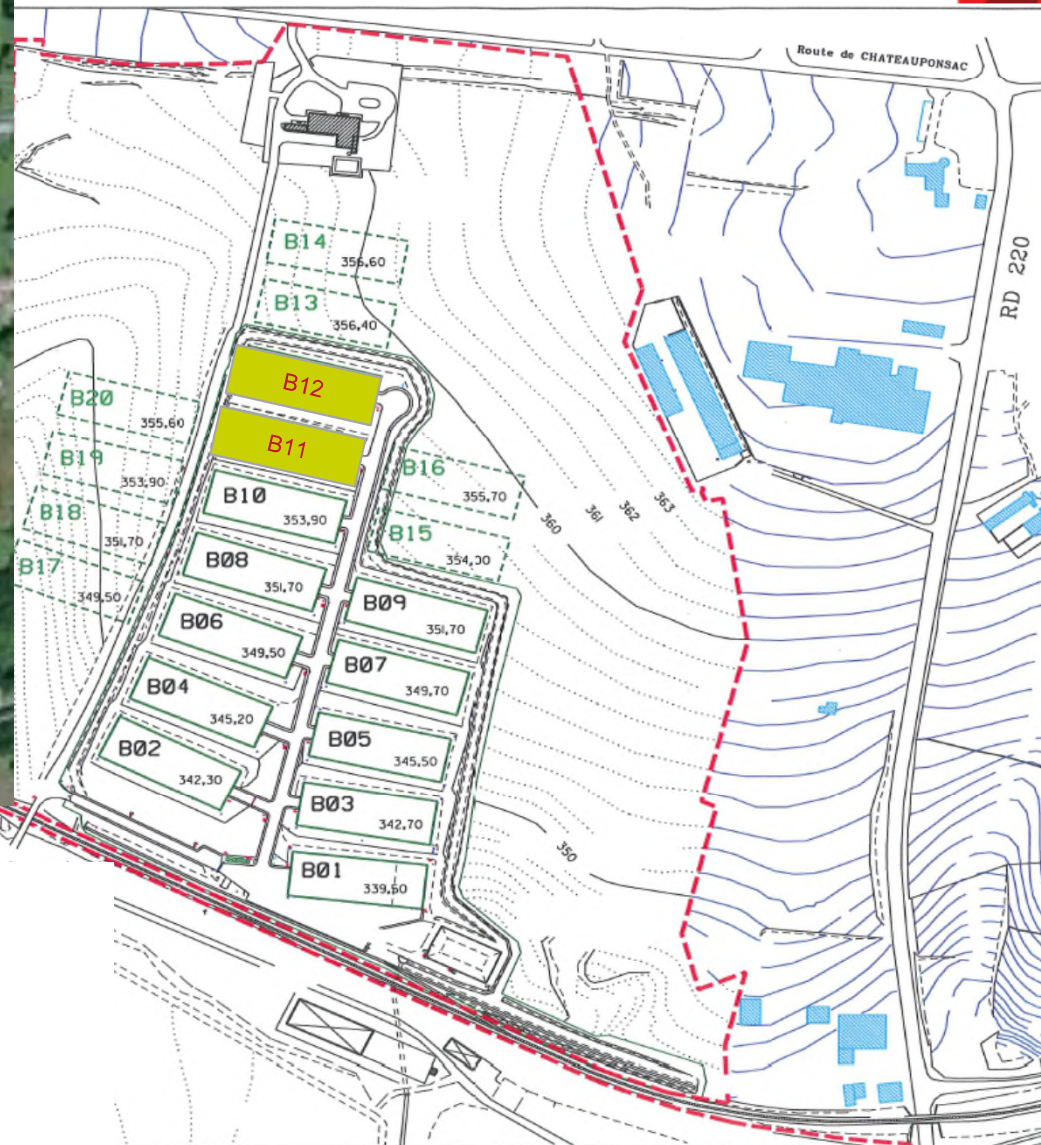 Route de CHATEAUPONSAC
RD 220
B14
356,60
B13
356,40
B12
B11
B20
355,60
B19
353,90
B18
351,70
B17
349,50
B16
355,70
B15
354,00
B10
353,90
B08
351,70
B06
349,50
B04
345,20
B02
342,30
B09
351,70
B07
349,70
B05
345,50
B03
342,70
B01
339,50
360
361
362
363
350